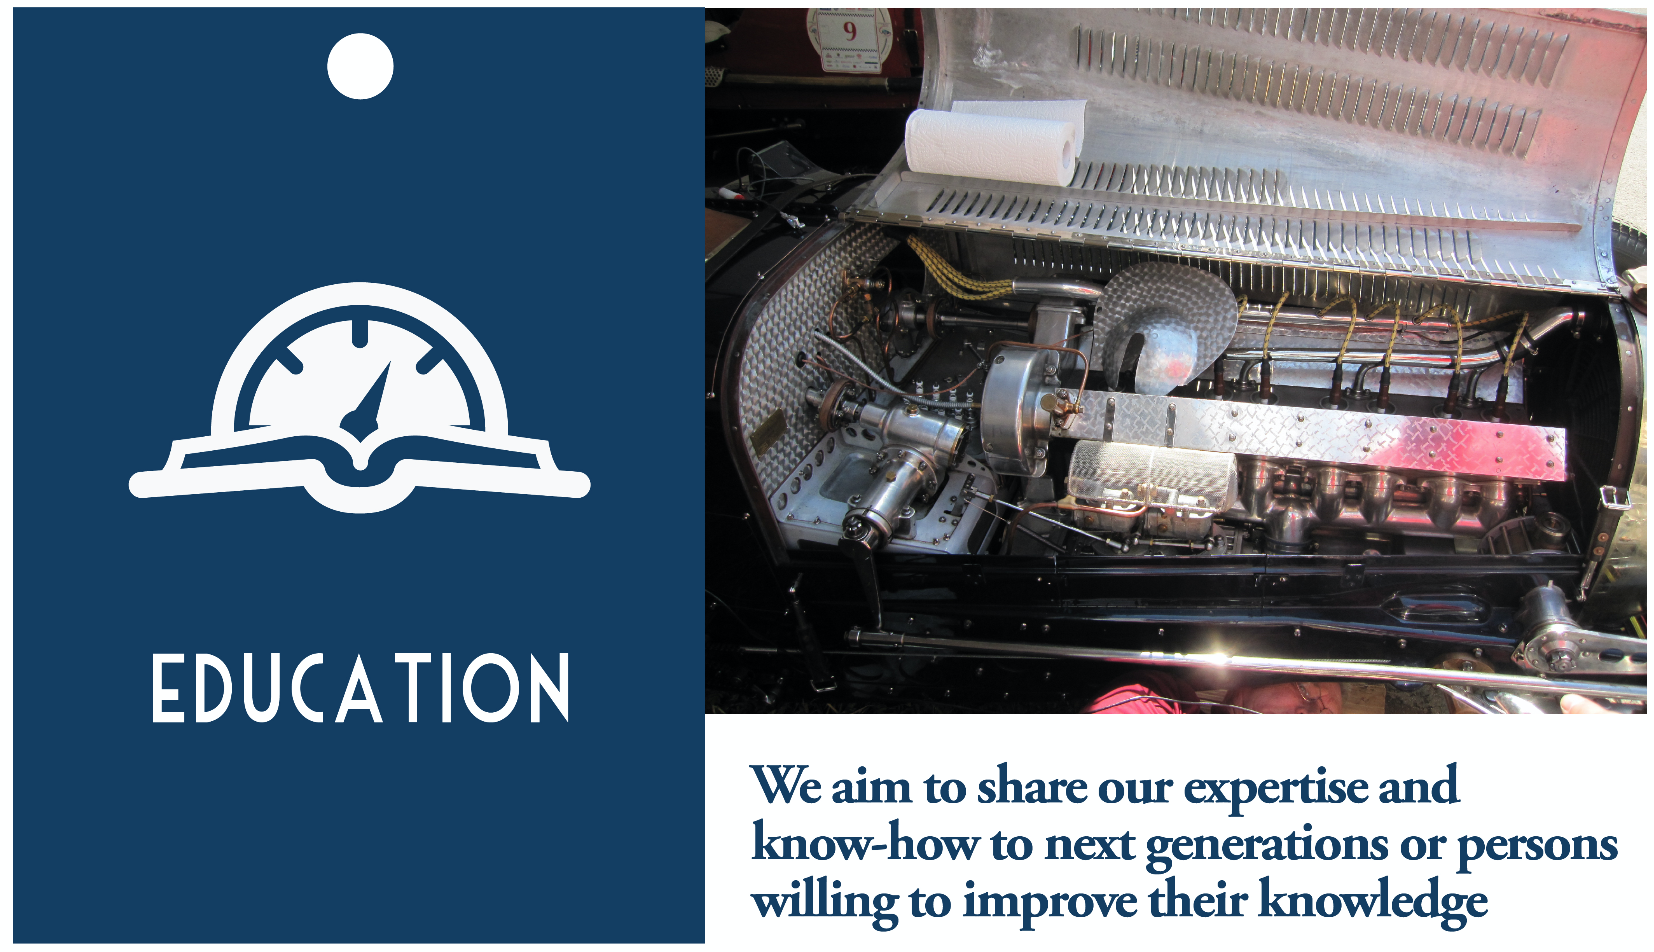 EDUCATION
9
We aim to share our expertise and
know-how to next generations or persons
willing to improve their knowledge